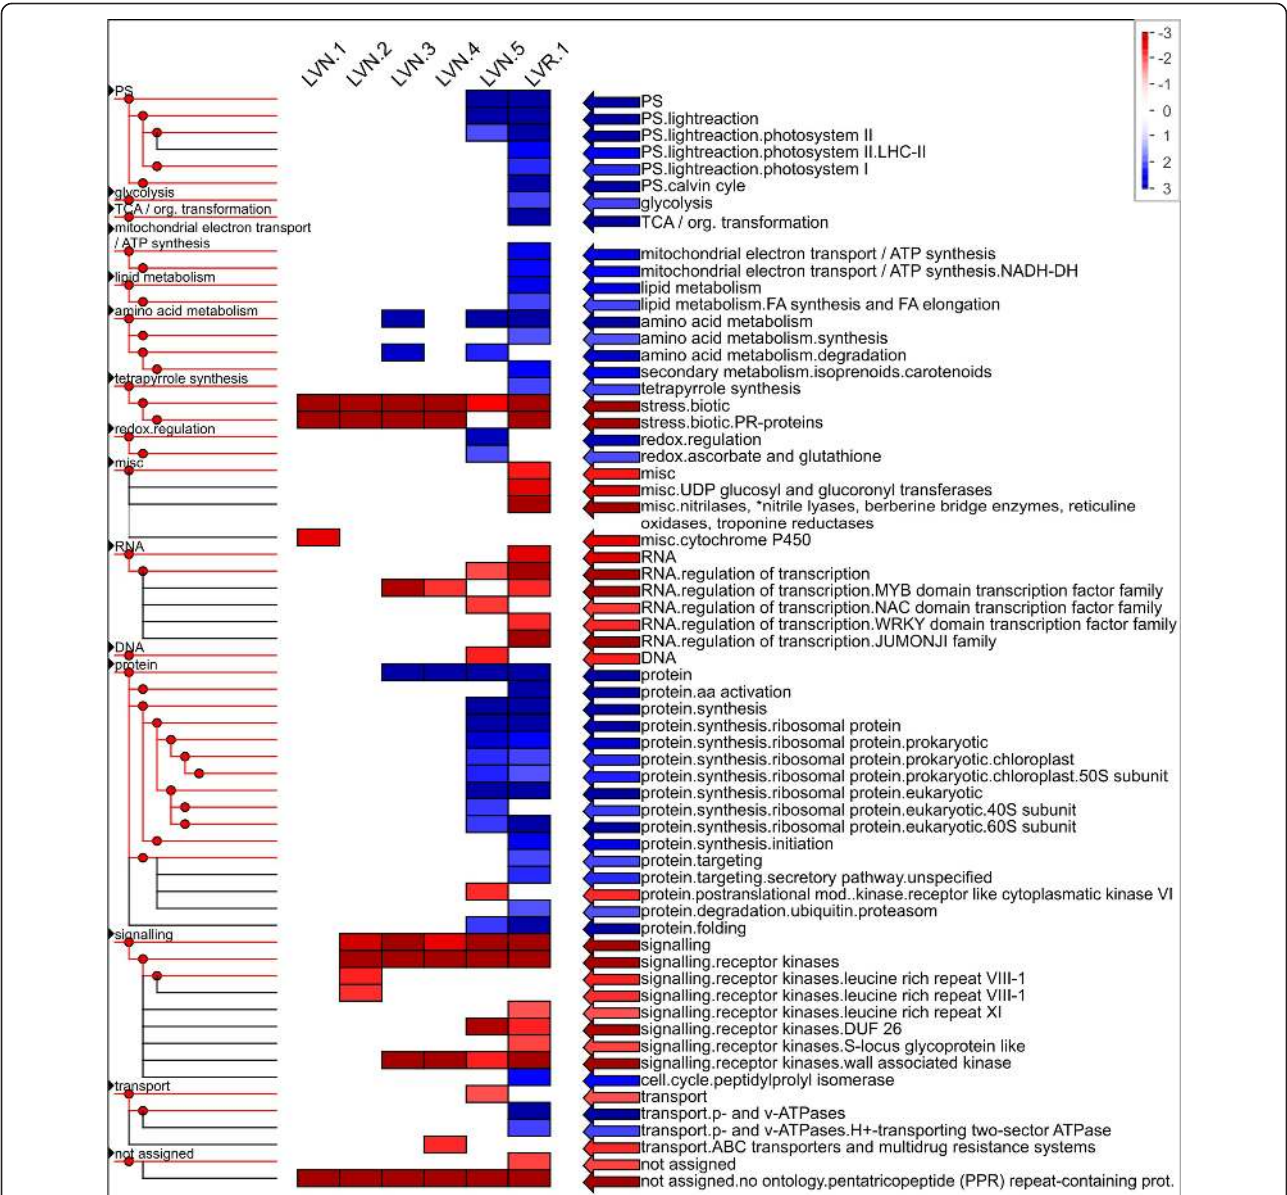 LVN.1 LVN.2 LVN.3 LVN.4 LVN.5 LVR.1
-3
-2
-1
0
1
2
3
PS
glycolysis
TCA / org. transformation
mitochondrial electron transport
/ ATP synthesis
lipid metabolism
amino acid metabolism
tetrapyrrole synthesis
redox.regulation
misc
RNA
DNA
protein
signalling
transport
not assigned
PS
PS.lightreaction
PS.lightreaction.photosystem II
PS.lightreaction.photosystem II.LHC-II
PS.lightreaction.photosystem I
PS.calvin cyle
glycolysis
TCA / org. transformation
mitochondrial electron transport / ATP synthesis
mitochondrial electron transport / ATP synthesis.NADH-DH
lipid metabolism
lipid metabolism.FA synthesis and FA elongation
amino acid metabolism
amino acid metabolism.synthesis
amino acid metabolism.degradation
secondary metabolism.isoprenoids.carotenoids
tetrapyrrole synthesis
stress.biotic
stress.biotic.PR-proteins
redox.regulation
redox.ascorbate and glutathione
misc
misc.UDP glucosyl and glucoronyl transferases
misc.nitrilases, *nitrile lyases, berberine bridge enzymes, reticuline
oxidases, troponine reductases
misc.cytochrome P450
RNA
RNA.regulation of transcription
RNA.regulation of transcription.MYB domain transcription factor family
RNA.regulation of transcription.NAC domain transcription factor family
RNA.regulation of transcription.WRKY domain transcription factor family
RNA.regulation of transcription.JUMONJI family
DNA
protein
protein.aa activation
protein.synthesis
protein.synthesis.ribosomal protein
protein.synthesis.ribosomal protein.prokaryotic
protein.synthesis.ribosomal protein.prokaryotic.chloroplast
protein.synthesis.ribosomal protein.prokaryotic.chloroplast.50S subunit
protein.synthesis.ribosomal protein.eukaryotic
protein.synthesis.ribosomal protein.eukaryotic.40S subunit
protein.synthesis.ribosomal protein.eukaryotic.60S subunit
protein.synthesis.initiation
protein.targeting
protein.targeting.secretory pathway.unspecified
protein.postranslational mod..kinase.receptor like cytoplasmatic kinase VI
protein.degradation.ubiquitin.proteasom
protein.folding
signalling
signalling.receptor kinases
signalling.receptor kinases.leucine rich repeat VIII-1
signalling.receptor kinases.leucine rich repeat VIII-1
signalling.receptor kinases.leucine rich repeat XI
signalling.receptor kinases.DUF 26
signalling.receptor kinases.S-locus glycoprotein like
signalling.receptor kinases.wall associated kinase
cell.cycle.peptidylprolyl isomerase
transport
transport.p- and v-ATPases
transport.p- and v-ATPases.H+-transporting two-sector ATPase
transport.ABC transporters and multidrug resistance systems
not assigned
not assigned.no ontology.pentatricopeptide (PPR) repeat-containing prot.